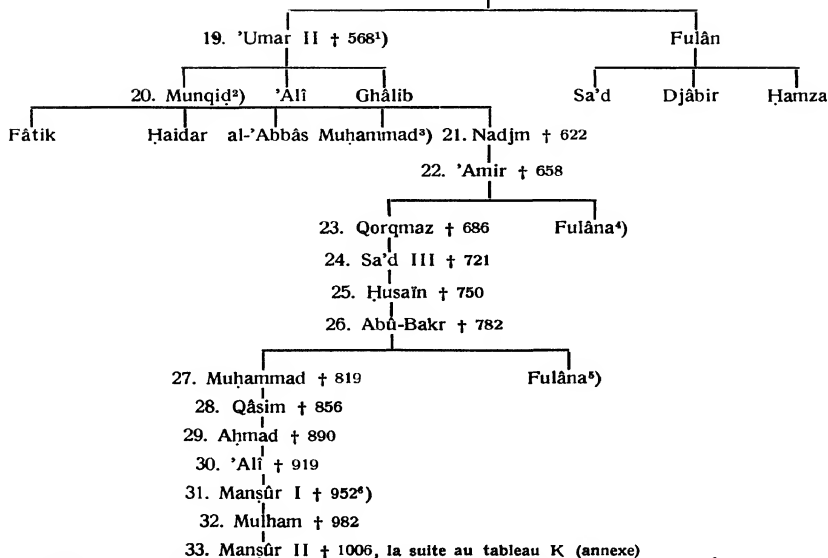 19. 'Umar II † 568¹) Fulân
20. Munqiḍ²) 'Alî Ghâlib Sa'd Djâbir Ḥamza
Fâtik Ḥaidar al-'Abbâs Muḥammad³) 21. Nadjm † 622
22. 'Amir † 658
23. Qorqmaz † 686 Fulâna⁴)
24. Sa'd III † 721
25. Ḥusaïn † 750
26. Abû-Bakr † 782
27. Muḥammad † 819 Fulâna⁵)
28. Qâsim † 856
29. Aḥmad † 890
30. 'Alî † 919
31. Manṣûr I † 952⁶)
32. Mulham † 982
33. Manṣûr II † 1006, la suite au tableau K (annexe)